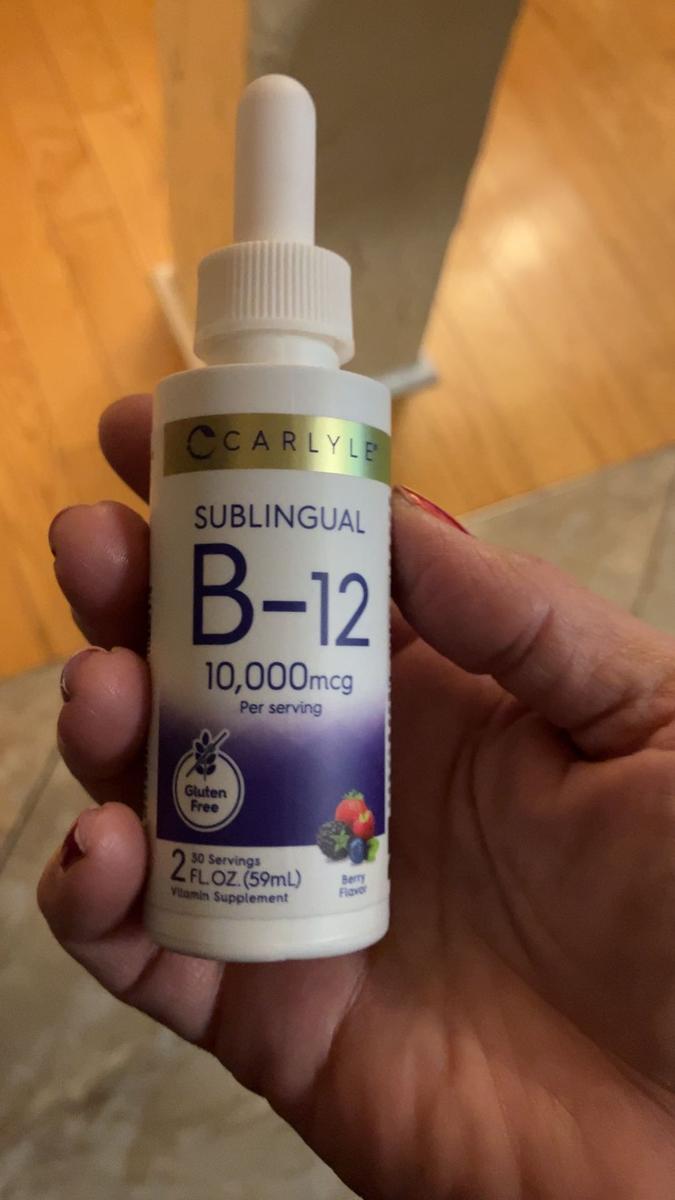 CARLYLE®
SUBLINGUAL
B-12
10,000mcg
Per serving
Gluten
Free
30 Servings
2 FL.OZ.(59mL)
Vitamin Supplement
Berry
Flavor